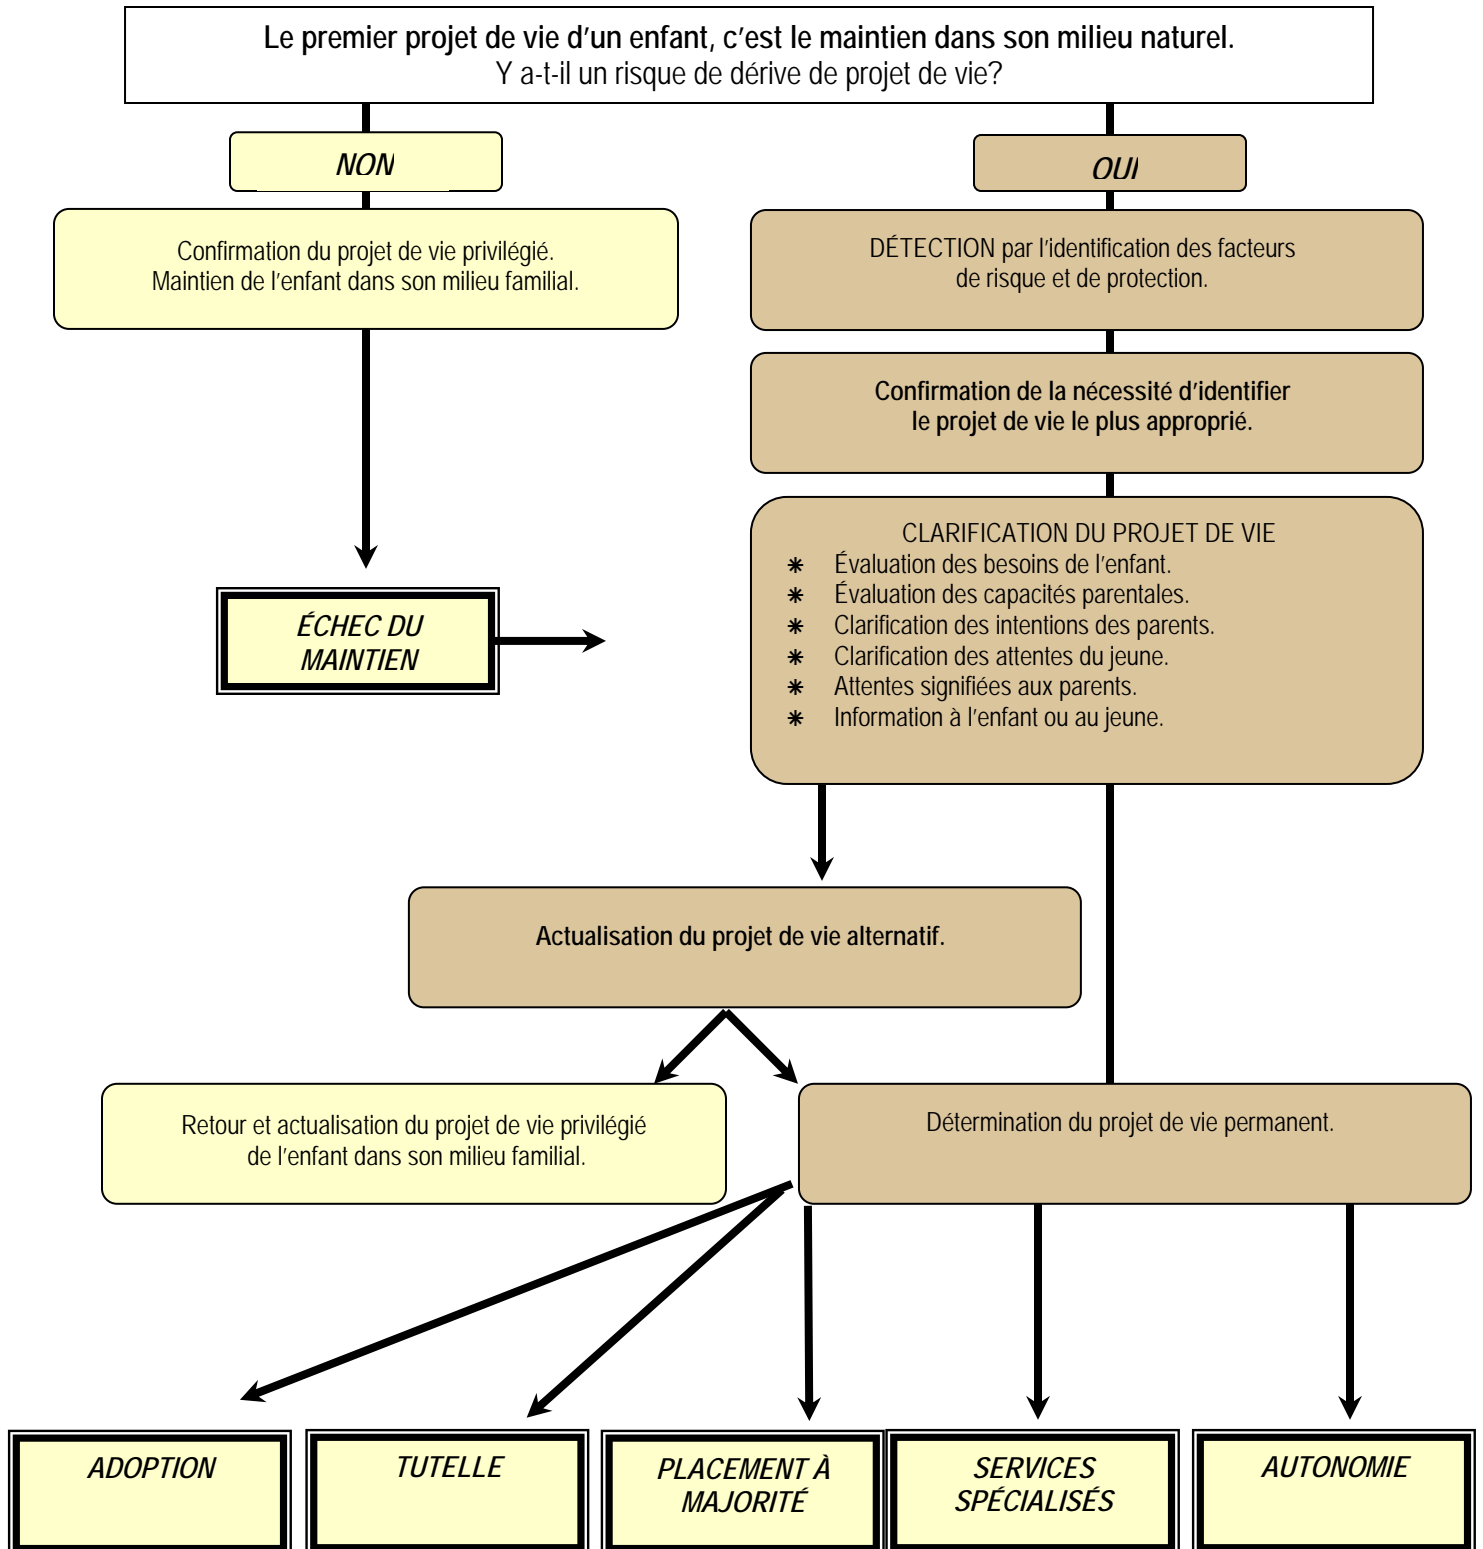 Le premier projet de vie d'un enfant, c'est le maintien dans son milieu naturel.
Y a-t-il un risque de dérive de projet de vie?
NON
OUI
Confirmation du projet de vie privilégié.
Maintien de l'enfant dans son milieu familial.
DÉTECTION par l'identification des facteurs
de risque et de protection.
Confirmation de la nécessité d'identifier
le projet de vie le plus approprié.
CLARIFICATION DU PROJET DE VIE
⁕ Évaluation des besoins de l'enfant.
⁕ Évaluation des capacités parentales.
⁕ Clarification des intentions des parents.
⁕ Clarification des attentes du jeune.
⁕ Attentes signifiées aux parents.
⁕ Information à l'enfant ou au jeune.
ÉCHEC DU
MAINTIEN
Actualisation du projet de vie alternatif.
Retour et actualisation du projet de vie privilégié
de l'enfant dans son milieu familial.
Détermination du projet de vie permanent.
ADOPTION
TUTELLE
PLACEMENT À
MAJORITÉ
SERVICES
SPÉCIALISÉS
AUTONOMIE